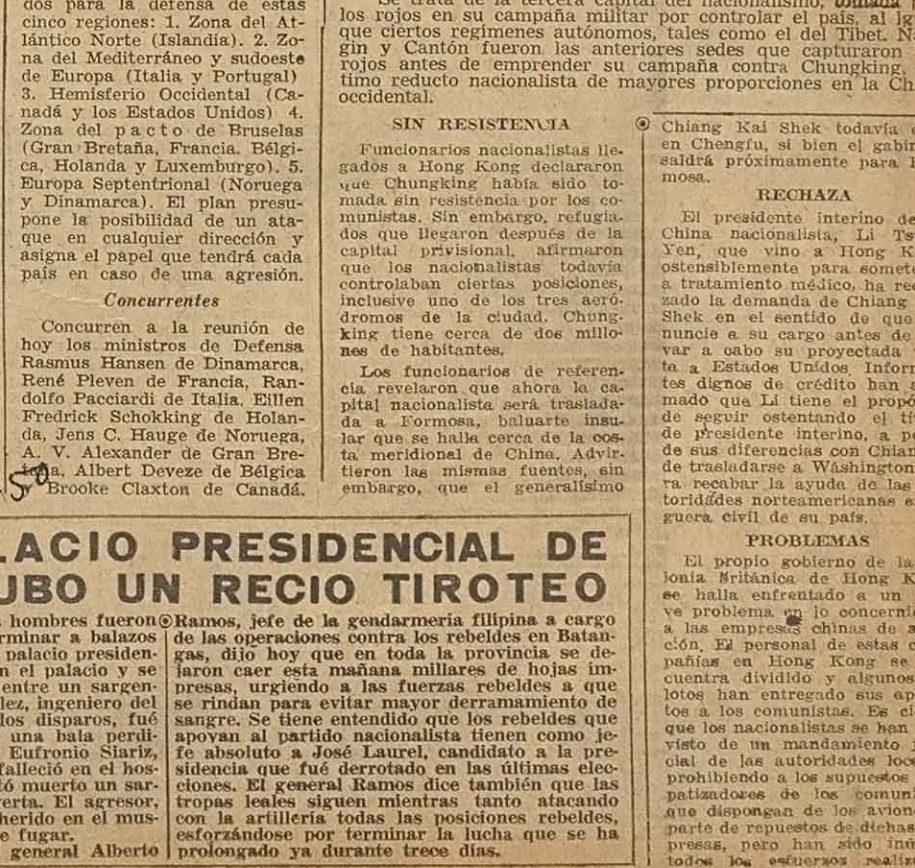 dos para la defensa de estas
cinco regiones: 1. Zona del At-
lántico Norte (Islandia). 2. Zo-
na del Mediterráneo y sudoeste
de Europa (Italia y Portugal)
3. Hemisferio Occidental (Ca-
nadá y los Estados Unidos) 4.
Zona del pacto de Bruselas
(Gran Bretaña, Francia. Bélgi-
ca, Holanda y Luxemburgo). 5.
Europa Septentrional (Noruega
y Dinamarca). El plan presu-
pone la posibilidad de un ata-
que en cualquier dirección y
asigna el papel que tendrá cada
país en caso de una agresión.
Concurrentes
Concurren a la reunión de
hoy los ministros de Defensa
Rasmus Hansen de Dinamarca,
René Pleven de Francia, Ran-
dolfo Pacciardi de Italia, Eillen
Fredrick Schokking de Holan-
da, Jens C. Hauge de Noruega,
A. V. Alexander de Gran Bre-
taña, Albert Deveze de Bélgica
y Brooke Claxton de Canadá.
Se trata de la tercera capital del nacionalismo, tomada
los rojos en su campaña militar por controlar el país, al
que ciertos regímenes autónomos, tales como el del Tibet.
gin y Cantón fueron las anteriores sedes que capturaron
rojos antes de emprender su campaña contra Chungking,
timo reducto nacionalista de mayores proporciones en la
occidental.
SIN RESISTENCIA
Funcionarios nacionalistas lle-
gados a Hong Kong declararon
que Chungking había sido to-
mada sin resistencia por los co-
munistas. Sin embargo, refugia-
dos que llegaron después de la
capital privisional, afirmaron
que los nacionalistas todavía
controlaban ciertas posiciones,
inclusive uno de los tres aeró-
dromos de la ciudad. Chung-
king tiene cerca de dos millo-
nes de habitantes.
Los funcionarios de referen-
cia revelaron que ahora la ca-
pital nacionalista será traslada-
da a Formosa, baluarte insu-
lar que se halla cerca de la cos-
ta meridional de China. Advir-
tieron las mismas fuentes, sin
embargo, que el generalísimo
Chiang Kai Shek todavía
en Chengfu, si bien el
saldrá próximamente para
mosa.
RECHAZA
El presidente interino de
China nacionalista, Li
Yen, que vino a Hong
ostensiblemente para
a tratamiento médico, ha
zado la demanda de Chiang
Shek en el sentido de que
nuncie a su cargo antes de
var a cabo su proyectada
ta a Estados Unidos.
tes dignos de crédito han
mado que Li tiene el
de seguir ostentando el
de presidente interino, a
de sus diferencias con
de trasladarse a Wáshington
ra recabar la ayuda de las
toridades norteamericanas
guera civil de su país.
PROBLEMAS
El propio gobierno de la
lonia Británica de Hong
se halla enfrentado a un
ve problema en lo
a las empresas chinas de
ción. El personal de estas
pañías en Hong Kong se
cuentra dividido y algunos
lotos han entregado sus
tos a los comunistas. Es
que los nacionalistas se han
visto de un mandamiento
cial de las autoridades
prohibiendo a los supuestos
patizadores de los
que dispongan de los
parte de repuestos de dichas
presas, pero han sido
todos los esfuerzos
LACIO PRESIDENCIAL DE
UBO UN RECIO TIROTEO
hombres fueron
rminar a balazos
palacio presiden-
n el palacio y se
entre un sargen-
lez, ingeniero del
los disparos, fué
una bala perdi-
Eufronio Siariz,
falleció en el hos-
tó muerto un sar-
erta. El agresor,
herido en el mus-
e fugar.
general Alberto
Ramos, jefe de la gendarmería filipina a cargo
de las operaciones contra los rebeldes en Batan-
gas, dijo hoy que en toda la provincia se de-
jaron caer esta mañana millares de hojas im-
presas, urgiendo a las fuerzas rebeldes a que
se rindan para evitar mayor derramamiento de
sangre. Se tiene entendido que los rebeldes que
apoyan al partido nacionalista tienen como je-
fe absoluto a José Laurel, candidato a la pre-
sidencia que fué derrotado en las últimas elec-
ciones. El general Ramos dice también que las
tropas leales siguen mientras tanto atacando
con la artillería todas las posiciones rebeldes,
esforzándose por terminar la lucha que se ha
prolongado ya durante trece días.